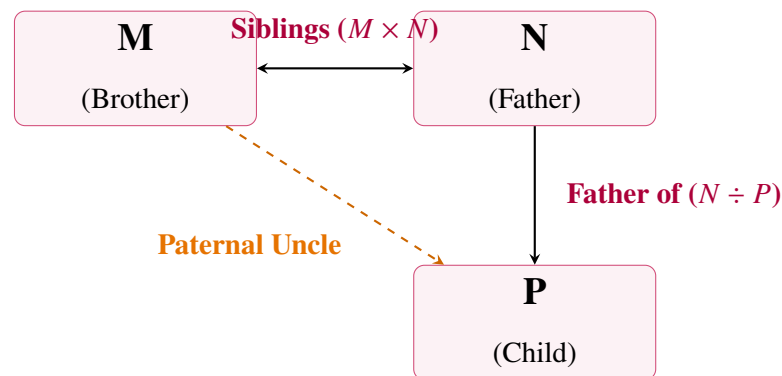 Siblings (M × N)
M
(Brother)
N
(Father)
Father of (N ÷ P)
Paternal Uncle
P
(Child)